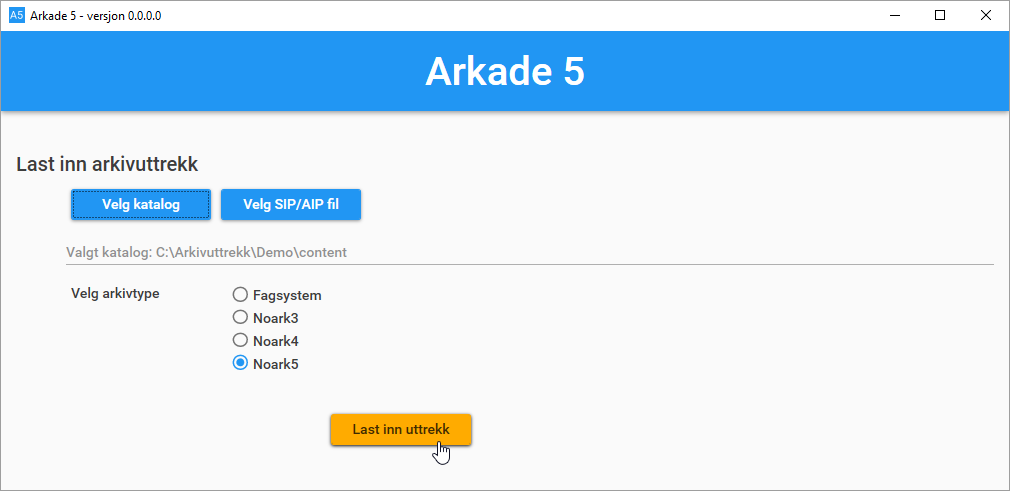 A5 Arkade 5 - versjon 0.0.0.0
Arkade 5
Last inn arkivuttrekk
Velg katalog Velg SIP/AIP fil
Valgt katalog: C:\Arkivuttrekk\Demo\content
Velg arkivtype Fagsystem
Noark3
Noark4
Noark5
Last inn uttrekk